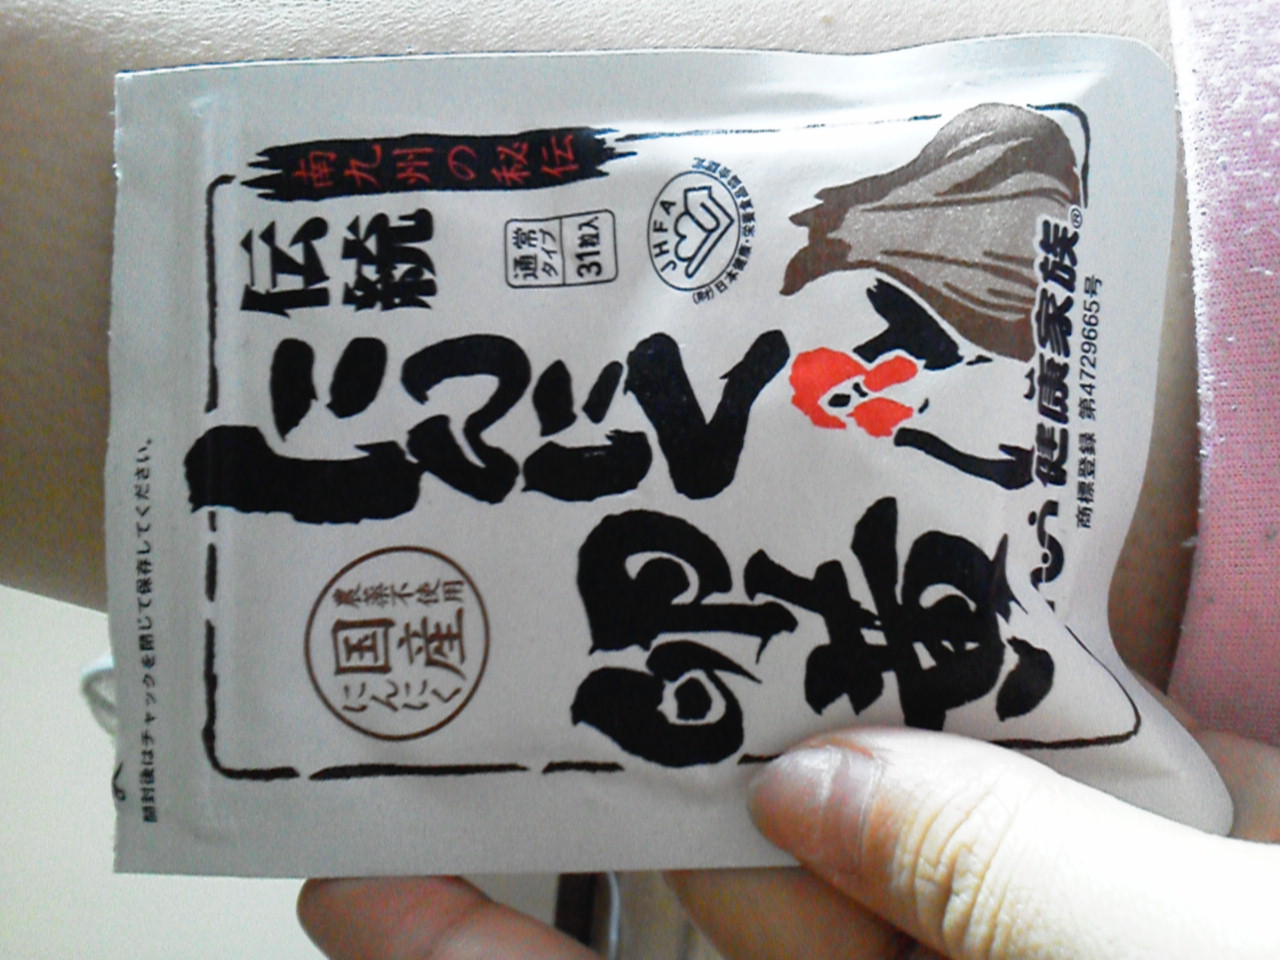 開封後はチャックを閉じて保存してください。
南九州の秘伝
伝統
にんにく
卵黄
農薬不使用
国産
にんにく
通常
タイプ
31粒入
JHFA
(財)日本健康・栄養食品協会認定
健康家族®
商標登録 第4729665号